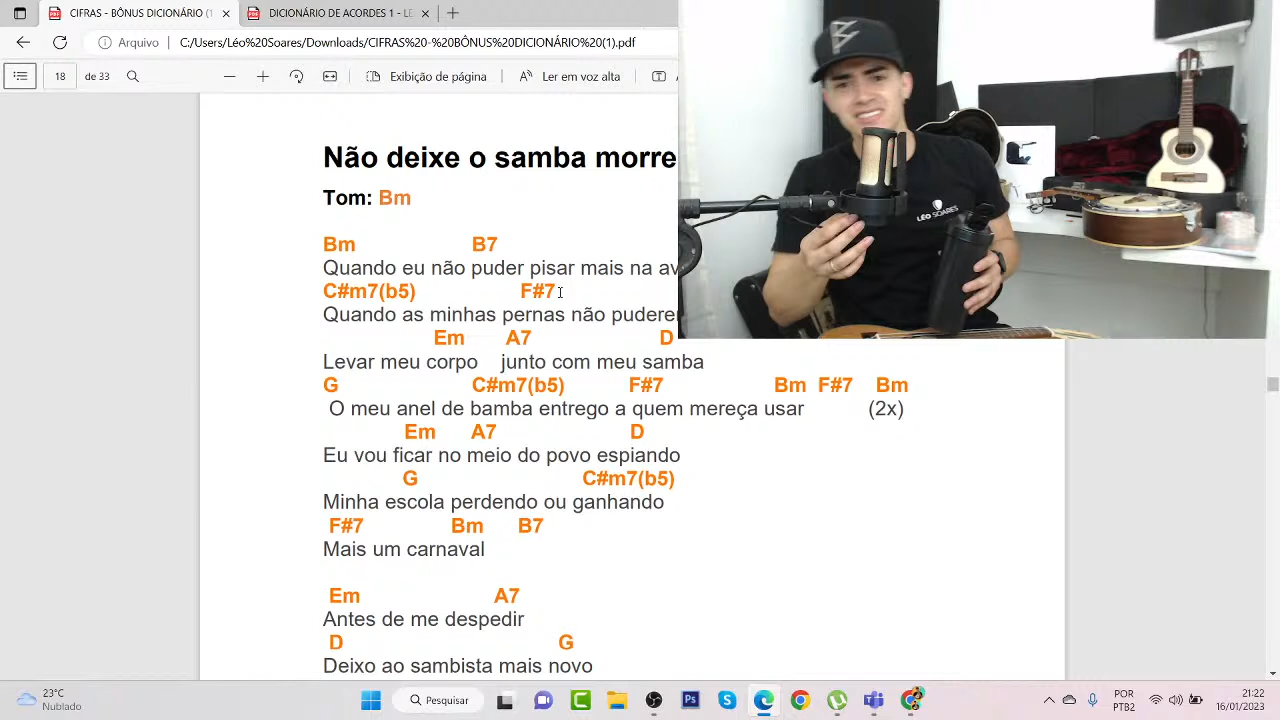 CIFRAS - BÔNUS DICIONÁRIO (1
DICIONÁRIO DE ACORDES 1 - LE
Arquivo
C:/Users/Léo%20Soares/Downloads/CIFRAS%20-%20BÔNUS%20DICIONÁRIO%20(1).pdf
18 de 33
Exibição de página
Ler em voz alta
Não deixe o samba morre
Tom: Bm
Bm B7
Quando eu não puder pisar mais na av
C#m7(b5) F#7
Quando as minhas pernas não pudere
Em A7 D
Levar meu corpo junto com meu samba
G C#m7(b5) F#7 Bm F#7 Bm
O meu anel de bamba entrego a quem mereça usar (2x)
Em A7 D
Eu vou ficar no meio do povo espiando
G C#m7(b5)
Minha escola perdendo ou ganhando
F#7 Bm B7
Mais um carnaval
Em A7
Antes de me despedir
D G
Deixo ao sambista mais novo
LÉO SOARES
23°C
Nublado
Pesquisar
POR
PTB2
21:22
16/01/2023